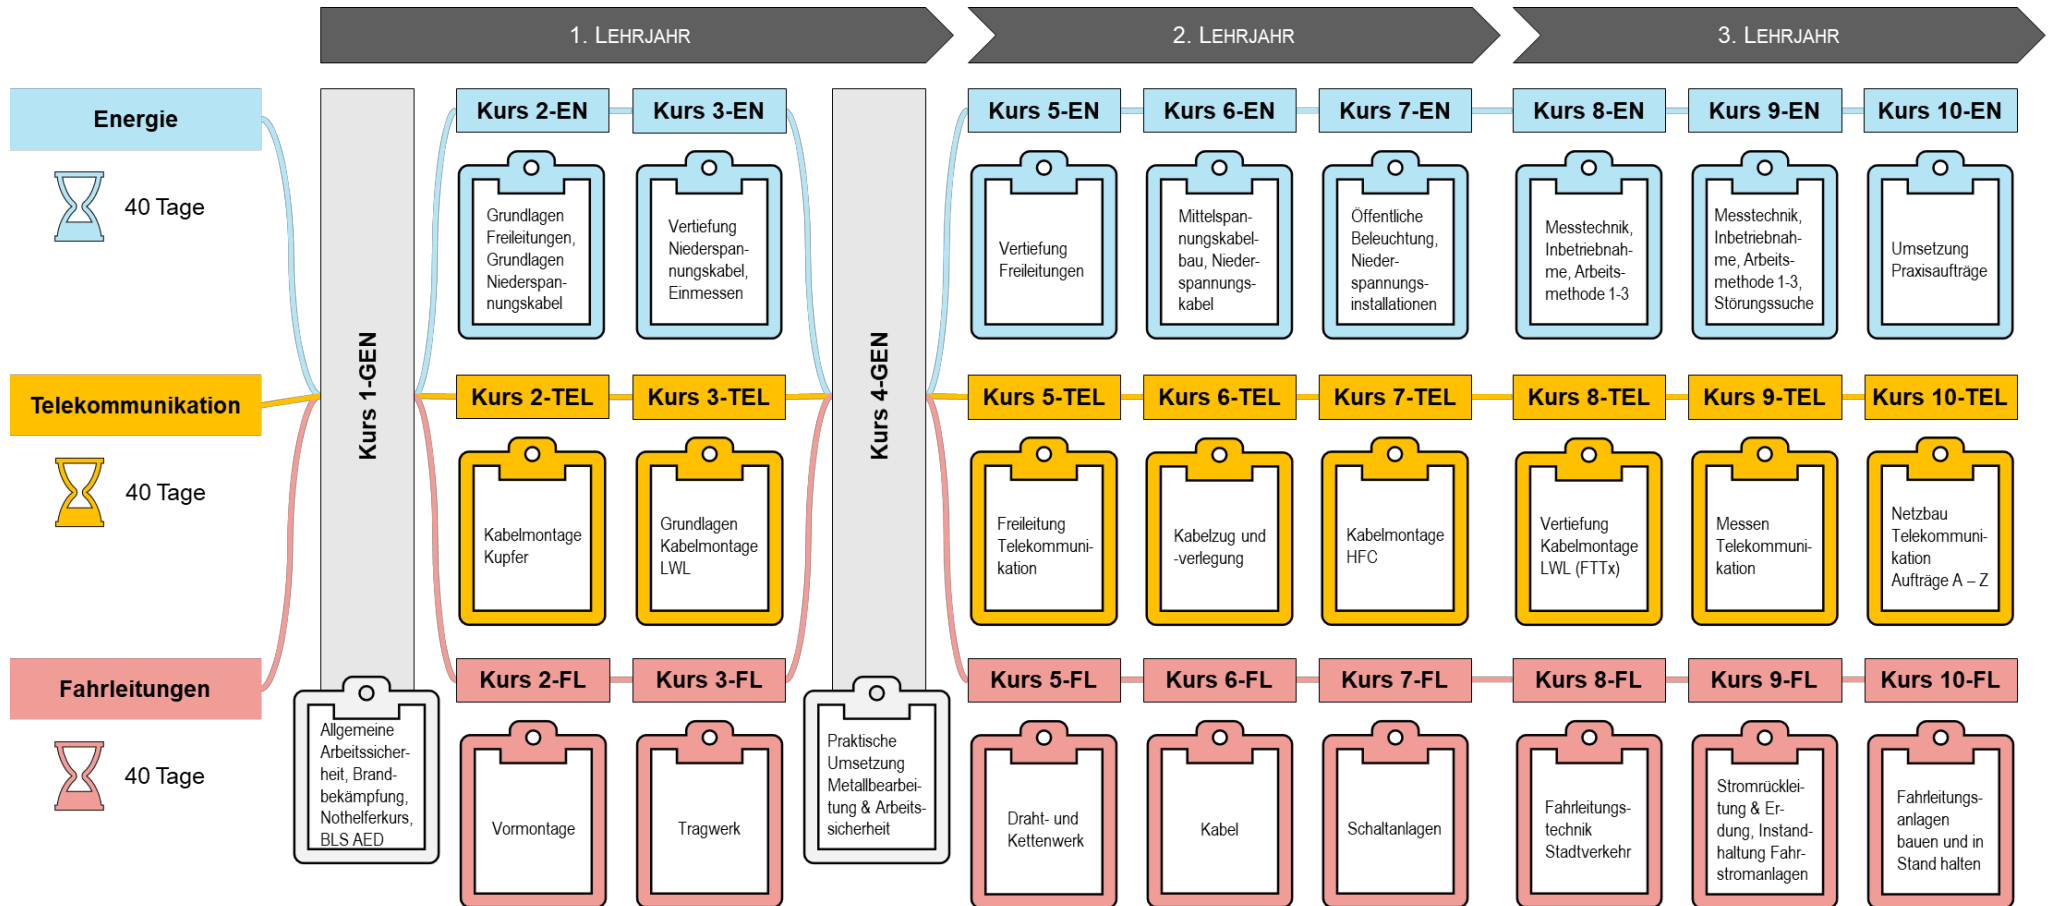 1. LEHRJAHR
2. LEHRJAHR
3. LEHRJAHR
Energie
40 Tage
Telekommunikation
40 Tage
Fahrleitungen
40 Tage
Kurs 1-GEN
Allgemeine
Arbeitssicher-
heit, Brand-
bekämpfung,
Nothelferkurs,
BLS AED
Kurs 2-EN
Grundlagen
Freileitungen,
Grundlagen
Niederspan-
nungskabel
Kurs 3-EN
Vertiefung
Niederspan-
nungskabel,
Einmessen
Kurs 2-TEL
Kabelmontage
Kupfer
Kurs 3-TEL
Grundlagen
Kabelmontage
LWL
Kurs 2-FL
Vormontage
Kurs 3-FL
Tragwerk
Kurs 4-GEN
Praktische
Umsetzung
Metallbearbei-
tung & Arbeits-
sicherheit
Kurs 5-EN
Vertiefung
Freileitungen
Kurs 6-EN
Mittelspan-
nungskabel-
bau, Nieder-
spannungs-
kabel
Kurs 7-EN
Öffentliche
Beleuchtung,
Nieder-
spannungs-
installationen
Kurs 8-EN
Messtechnik,
Inbetriebnah-
me, Arbeits-
methode 1-3
Kurs 9-EN
Messtechnik,
Inbetriebnah-
me, Arbeits-
methode 1-3,
Störungssuche
Kurs 10-EN
Umsetzung
Praxisaufträge
Kurs 5-TEL
Freileitung
Telekommuni-
kation
Kurs 6-TEL
Kabelzug und
-verlegung
Kurs 7-TEL
Kabelmontage
HFC
Kurs 8-TEL
Vertiefung
Kabelmontage
LWL (FTTx)
Kurs 9-TEL
Messen
Telekommuni-
kation
Kurs 10-TEL
Netzbau
Telekommuni-
kation
Aufträge A – Z
Kurs 5-FL
Draht- und
Kettenwerk
Kurs 6-FL
Kabel
Kurs 7-FL
Schaltanlagen
Kurs 8-FL
Fahrleitungs-
technik
Stadtverkehr
Kurs 9-FL
Stromrücklei-
tung & Er-
dung, Instand-
haltung Fahr-
stromanlagen
Kurs 10-FL
Fahrleitungs-
anlagen
bauen und in
Stand halten